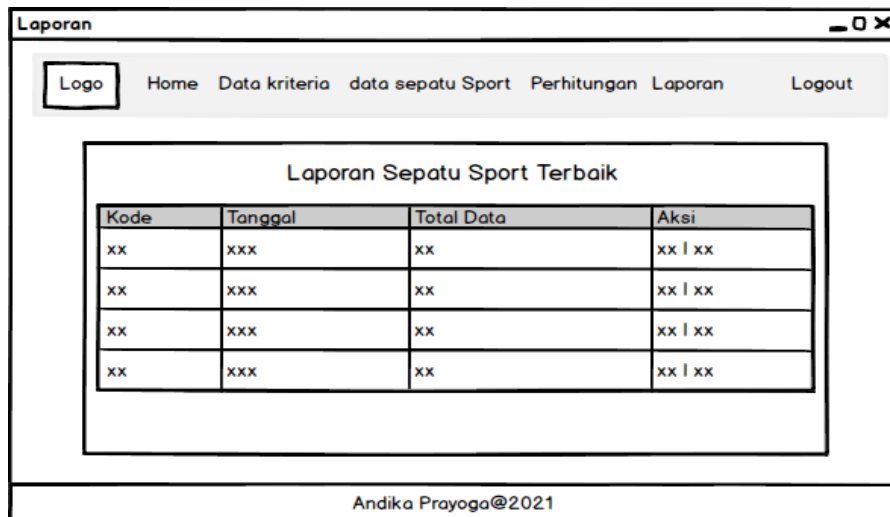 Laporan
Logo Home Data kriteria data sepatu Sport Perhitungan Laporan Logout
Laporan Sepatu Sport Terbaik
Kode Tanggal Total Data Aksi
xx xxx xx xx | xx
xx xxx xx xx | xx
xx xxx xx xx | xx
xx xxx xx xx | xx
Andika Prayoga@2021